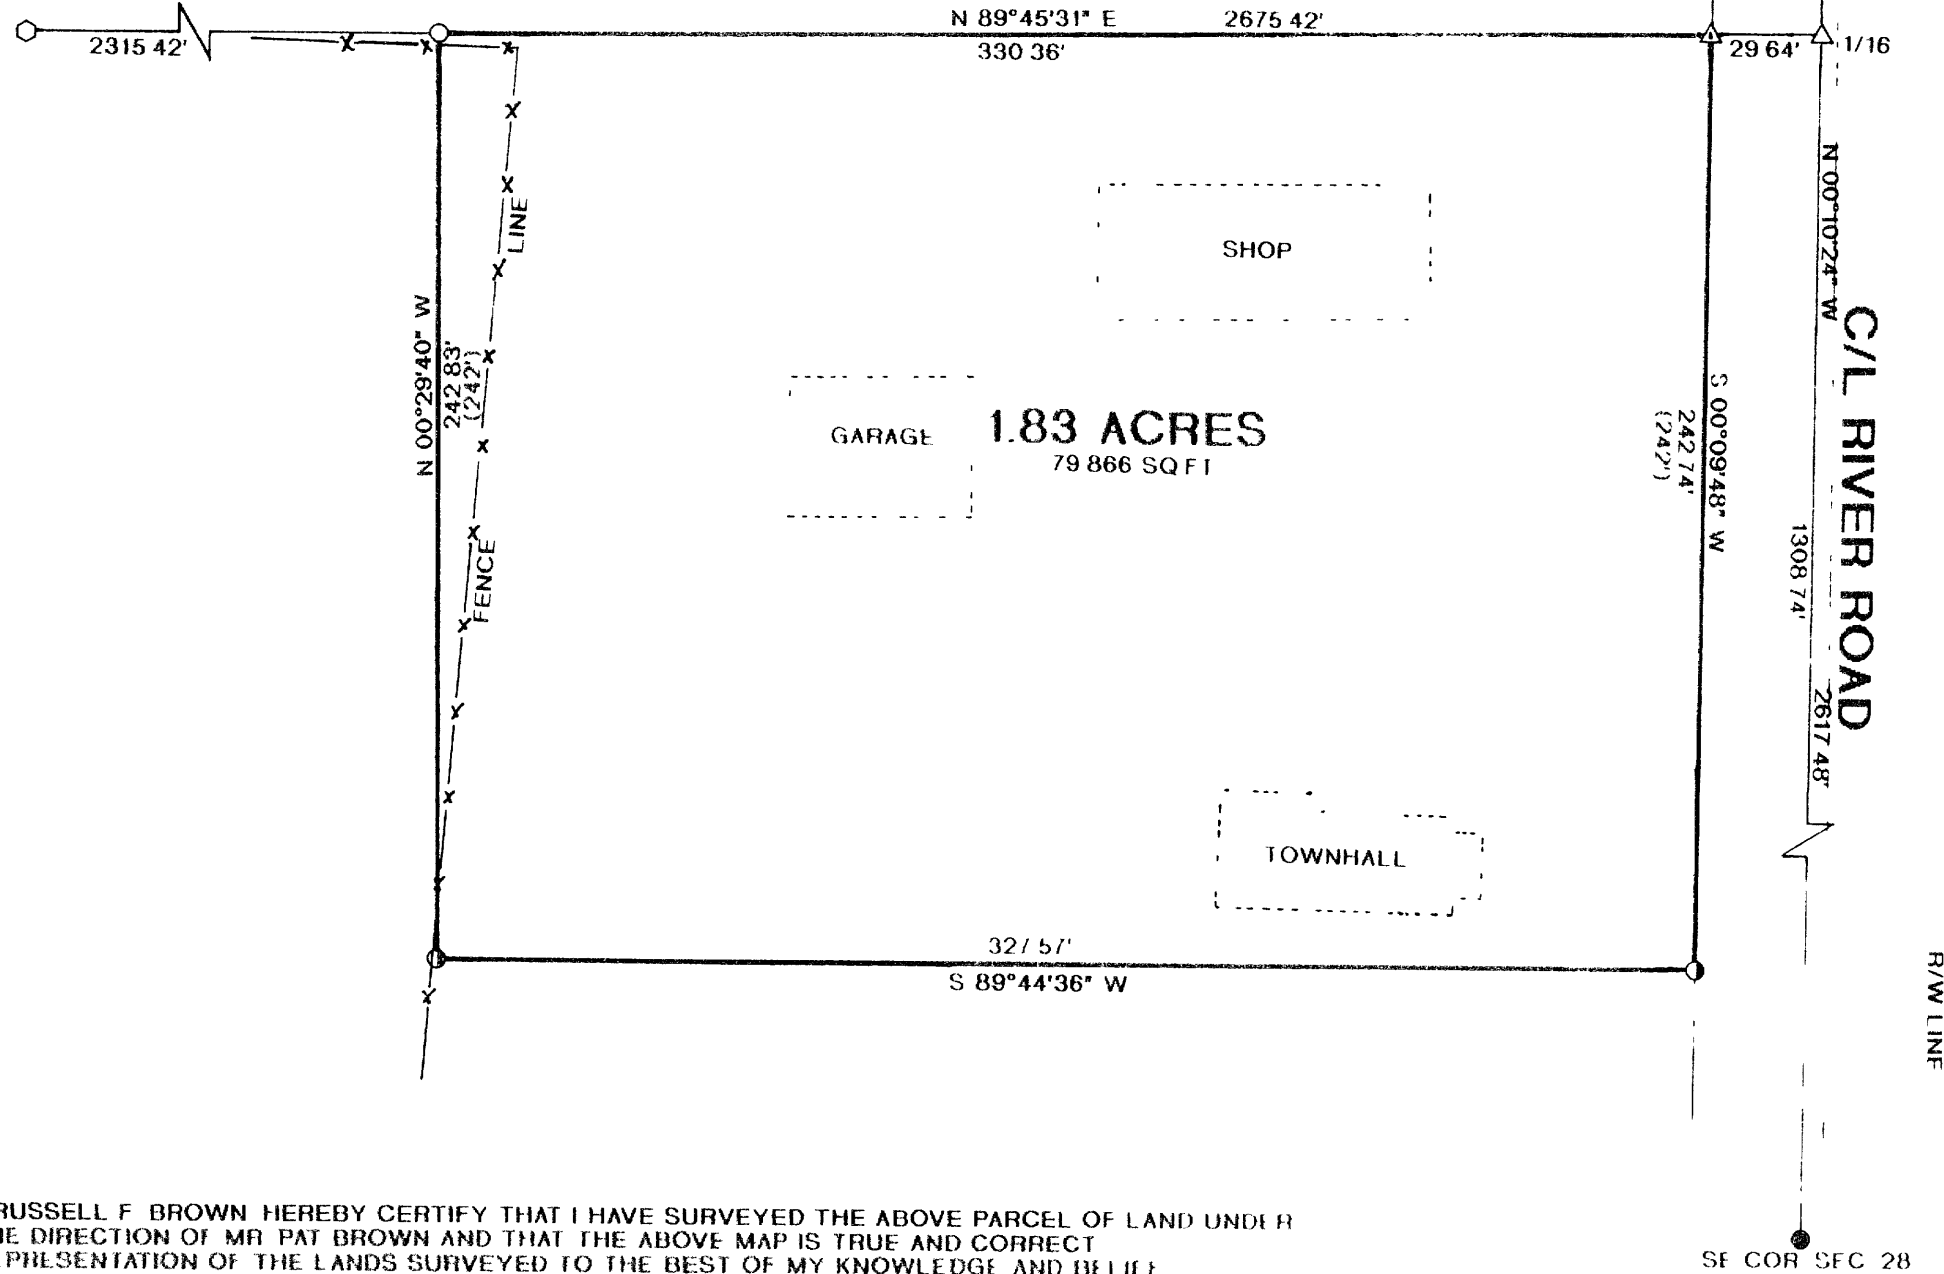 N 89°45'31" E 2675 42'
2315 42'
330 36'
29 64'
1/16
N 00°10'24" W
LINE
SHOP
C/L RIVER ROAD
N 00°29'40" W
242 83'
(242')
S 00°09'48" W
242 74'
(242')
GARAGE
1.83 ACRES
79 866 SQ FT
1308 74'
FENCE
2617 48'
TOWNHALL
327 57'
S 89°44'36" W
R/W LINE
RUSSELL F BROWN HEREBY CERTIFY THAT I HAVE SURVEYED THE ABOVE PARCEL OF LAND UNDER
DIRECTION OF MR PAT BROWN AND THAT THE ABOVE MAP IS TRUE AND CORRECT
PRESENTATION OF THE LANDS SURVEYED TO THE BEST OF MY KNOWLEDGE AND BELIEF
SE COR SEC 28